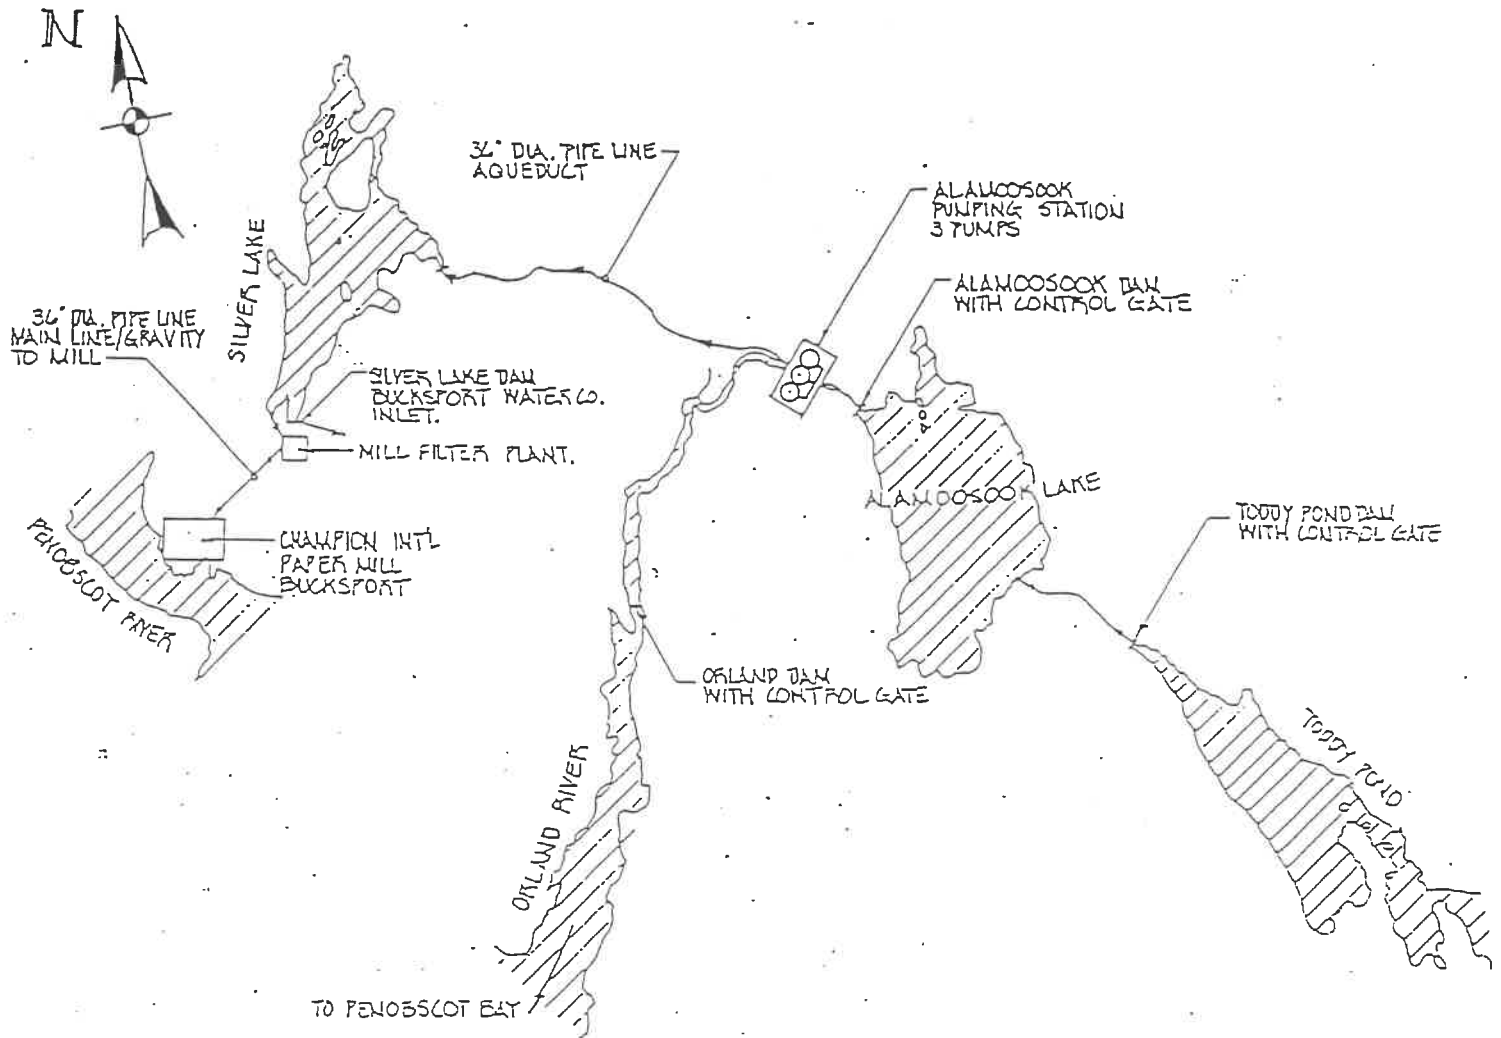 N
36" DIA. PIPE LINE
AQUEDUCT
ALAMOOSOOK
PUMPING STATION
3 PUMPS
ALAMOOSOOK DAM
WITH CONTROL GATE
SILVER LAKE
36" DIA. PIPE LINE
MAIN LINE/GRAVITY
TO MILL
SILVER LAKE DAM
BUCKSPORT WATER CO.
INLET.
MILL FILTER PLANT.
ALAMOOSOOK LAKE
TODDY POND DAM
WITH CONTROL GATE
CHAMPION INT'L
PAPER MILL
BUCKSPORT
PENOBSCOT RIVER
ORLAND DAM
WITH CONTROL GATE
TODDY POND
ORLAND RIVER
TO PENOBSCOT BAY